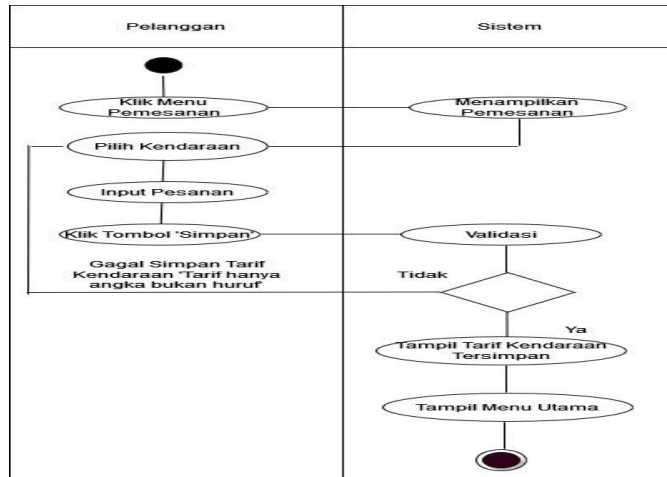 Pelanggan
Sistem
Klik Menu
Pemesanan
Menampilkan
Pemesanan
Pilih Kendaraan
Input Pesanan
Klik Tombol 'Simpan'
Validasi
Gagal Simpan Tarif
Kendaraan 'Tarif hanya
angka bukan huruf'
Tidak
Ya
Tampil Tarif Kendaraan
Tersimpan
Tampil Menu Utama